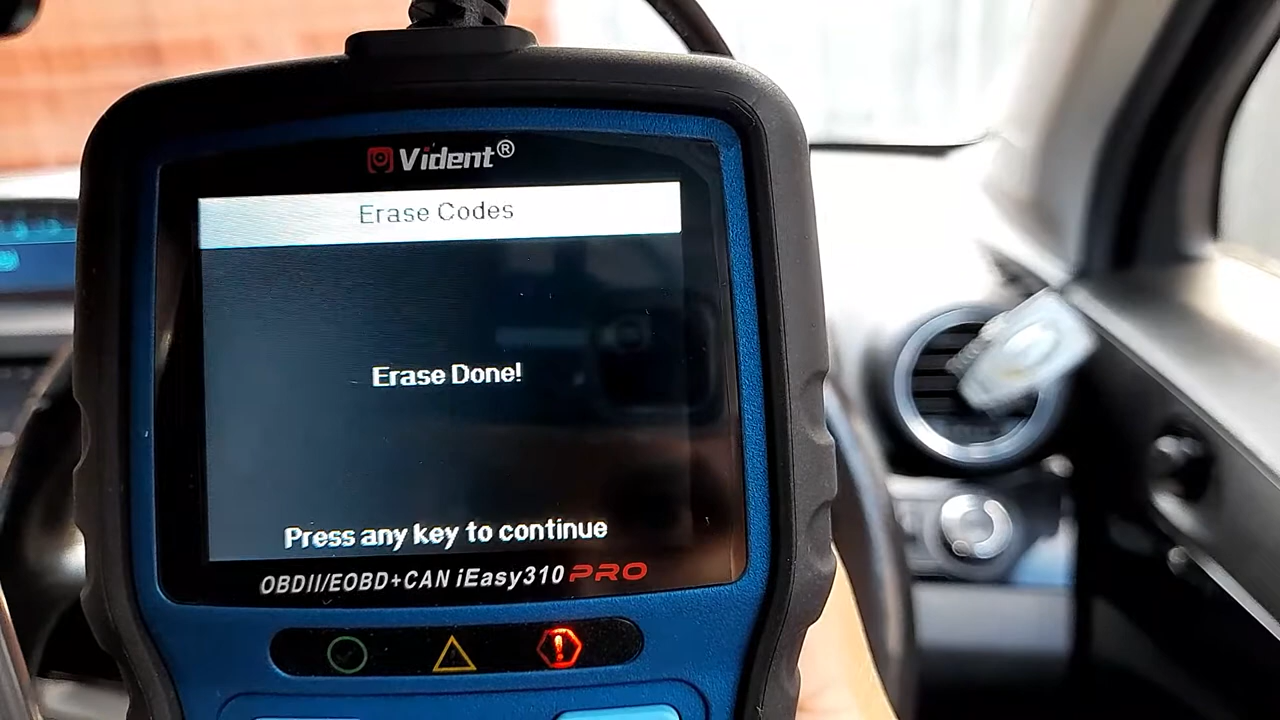 Vident®
Erase Codes
Erase Done!
Press any key to continue
OBDII/EOBD+CAN iEasy310 PRO